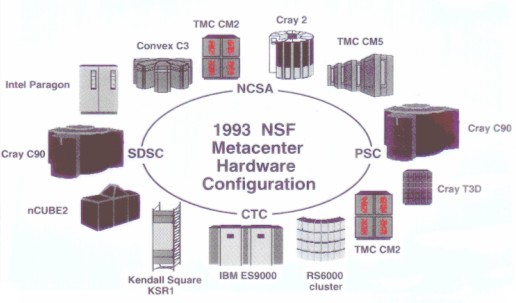 TMC CM2
Cray 2
Convex C3
TMC CM5
Intel Paragon
NCSA
1993 NSF
Metacenter
Hardware
Configuration
Cray C90
SDSC
PSC
Cray C90
nCUBE2
Cray T3D
CTC
TMC CM2
Kendall Square
KSR1
IBM ES9000
RS6000
cluster